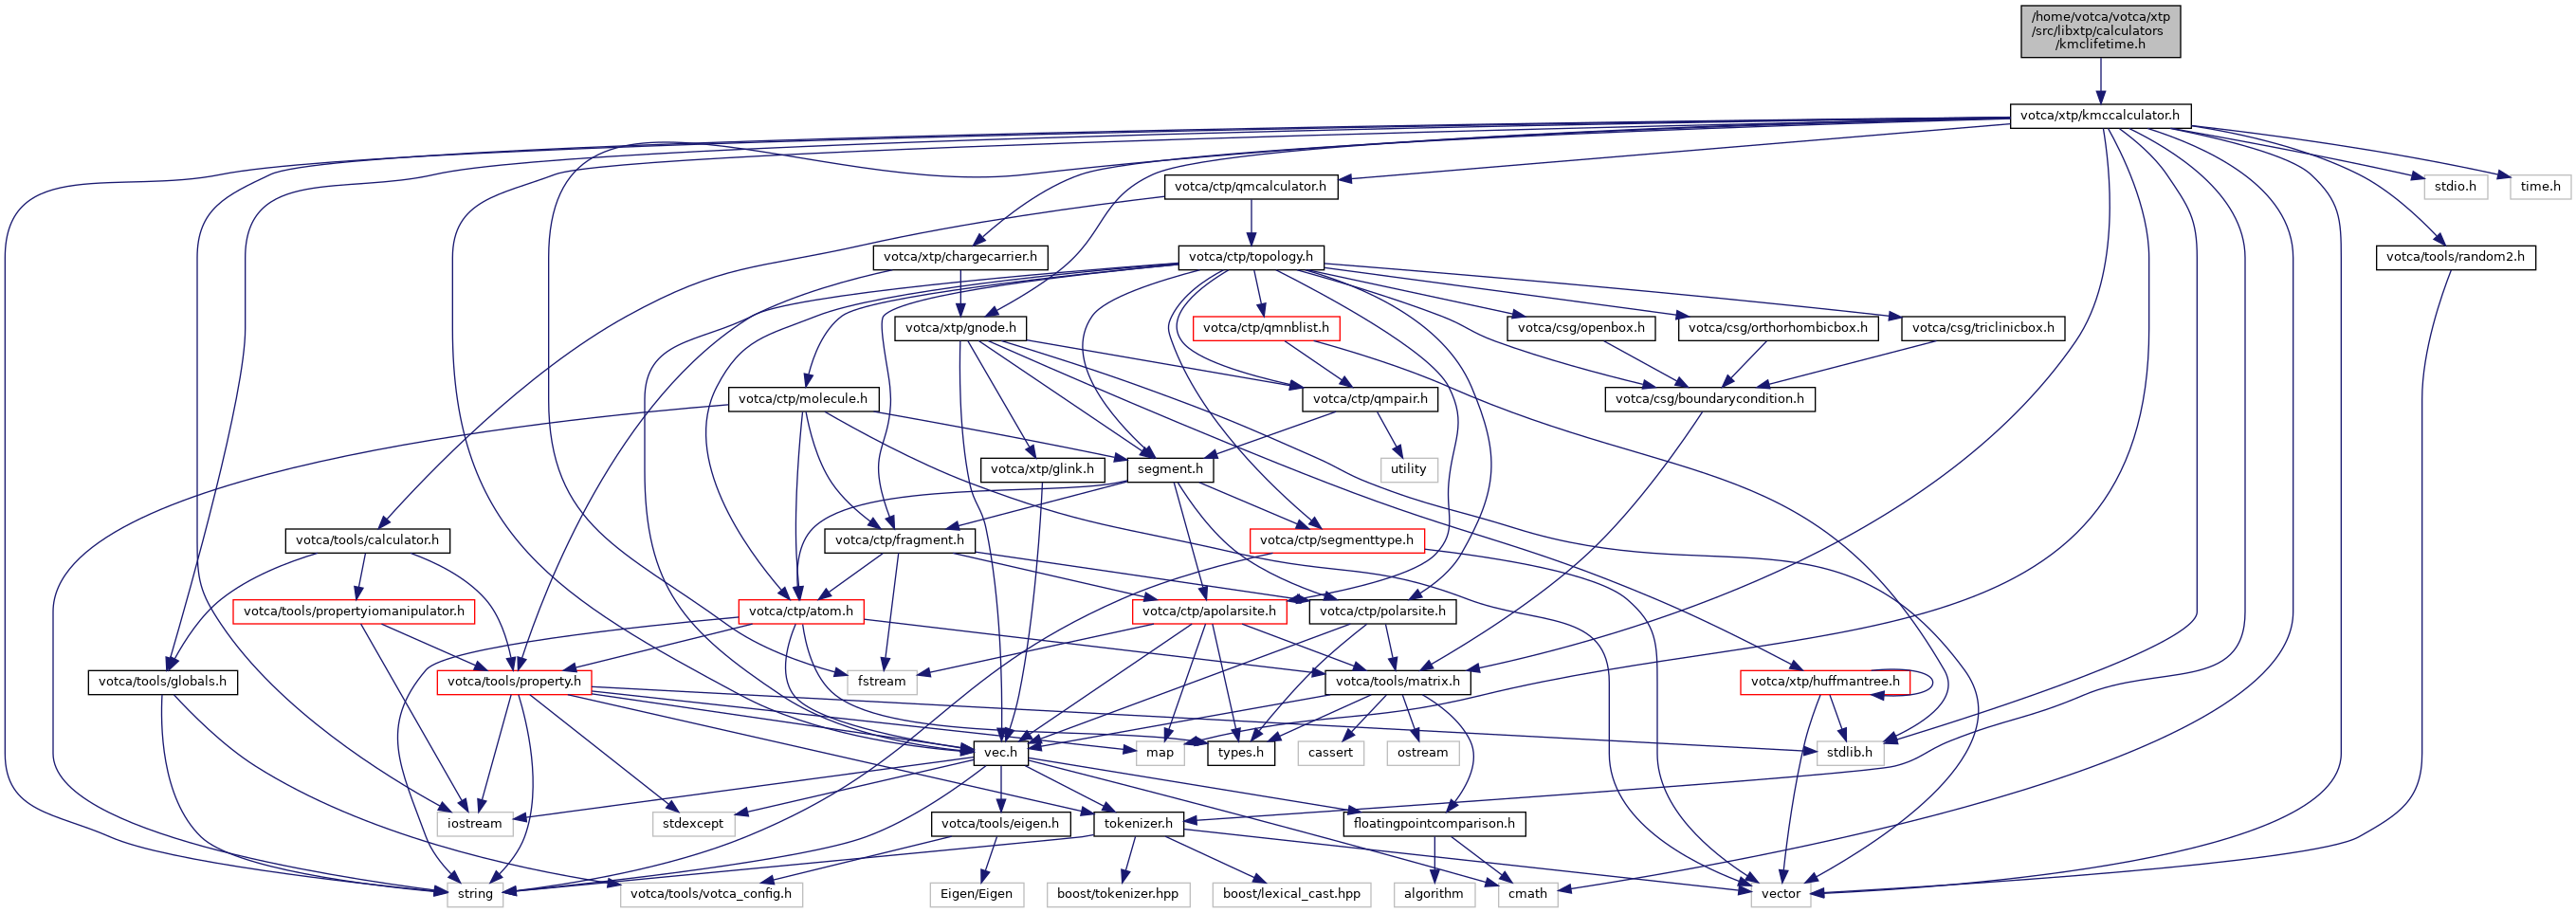 /home/votca/votca/xtp
/src/libxtp/calculators
/kmclifetime.h
votca/xtp/kmccalculator.h
votca/ctp/qmcalculator.h
stdio.h
time.h
votca/xtp/chargecarrier.h
votca/ctp/topology.h
votca/tools/random2.h
votca/xtp/gnode.h
votca/ctp/qmnblist.h
votca/csg/openbox.h
votca/csg/orthorhombicbox.h
votca/csg/triclinicbox.h
votca/ctp/molecule.h
votca/ctp/qmpair.h
votca/csg/boundarycondition.h
votca/xtp/glink.h
segment.h
utility
votca/tools/calculator.h
votca/ctp/fragment.h
votca/ctp/segmenttype.h
votca/tools/propertyiomanipulator.h
votca/ctp/atom.h
votca/ctp/apolarsite.h
votca/ctp/polarsite.h
votca/tools/globals.h
votca/tools/property.h
fstream
votca/tools/matrix.h
votca/xtp/huffmantree.h
vec.h
map
types.h
cassert
ostream
stdlib.h
iostream
stdexcept
votca/tools/eigen.h
tokenizer.h
floatingpointcomparison.h
string
votca/tools/votca_config.h
Eigen/Eigen
boost/tokenizer.hpp
boost/lexical_cast.hpp
algorithm
cmath
vector